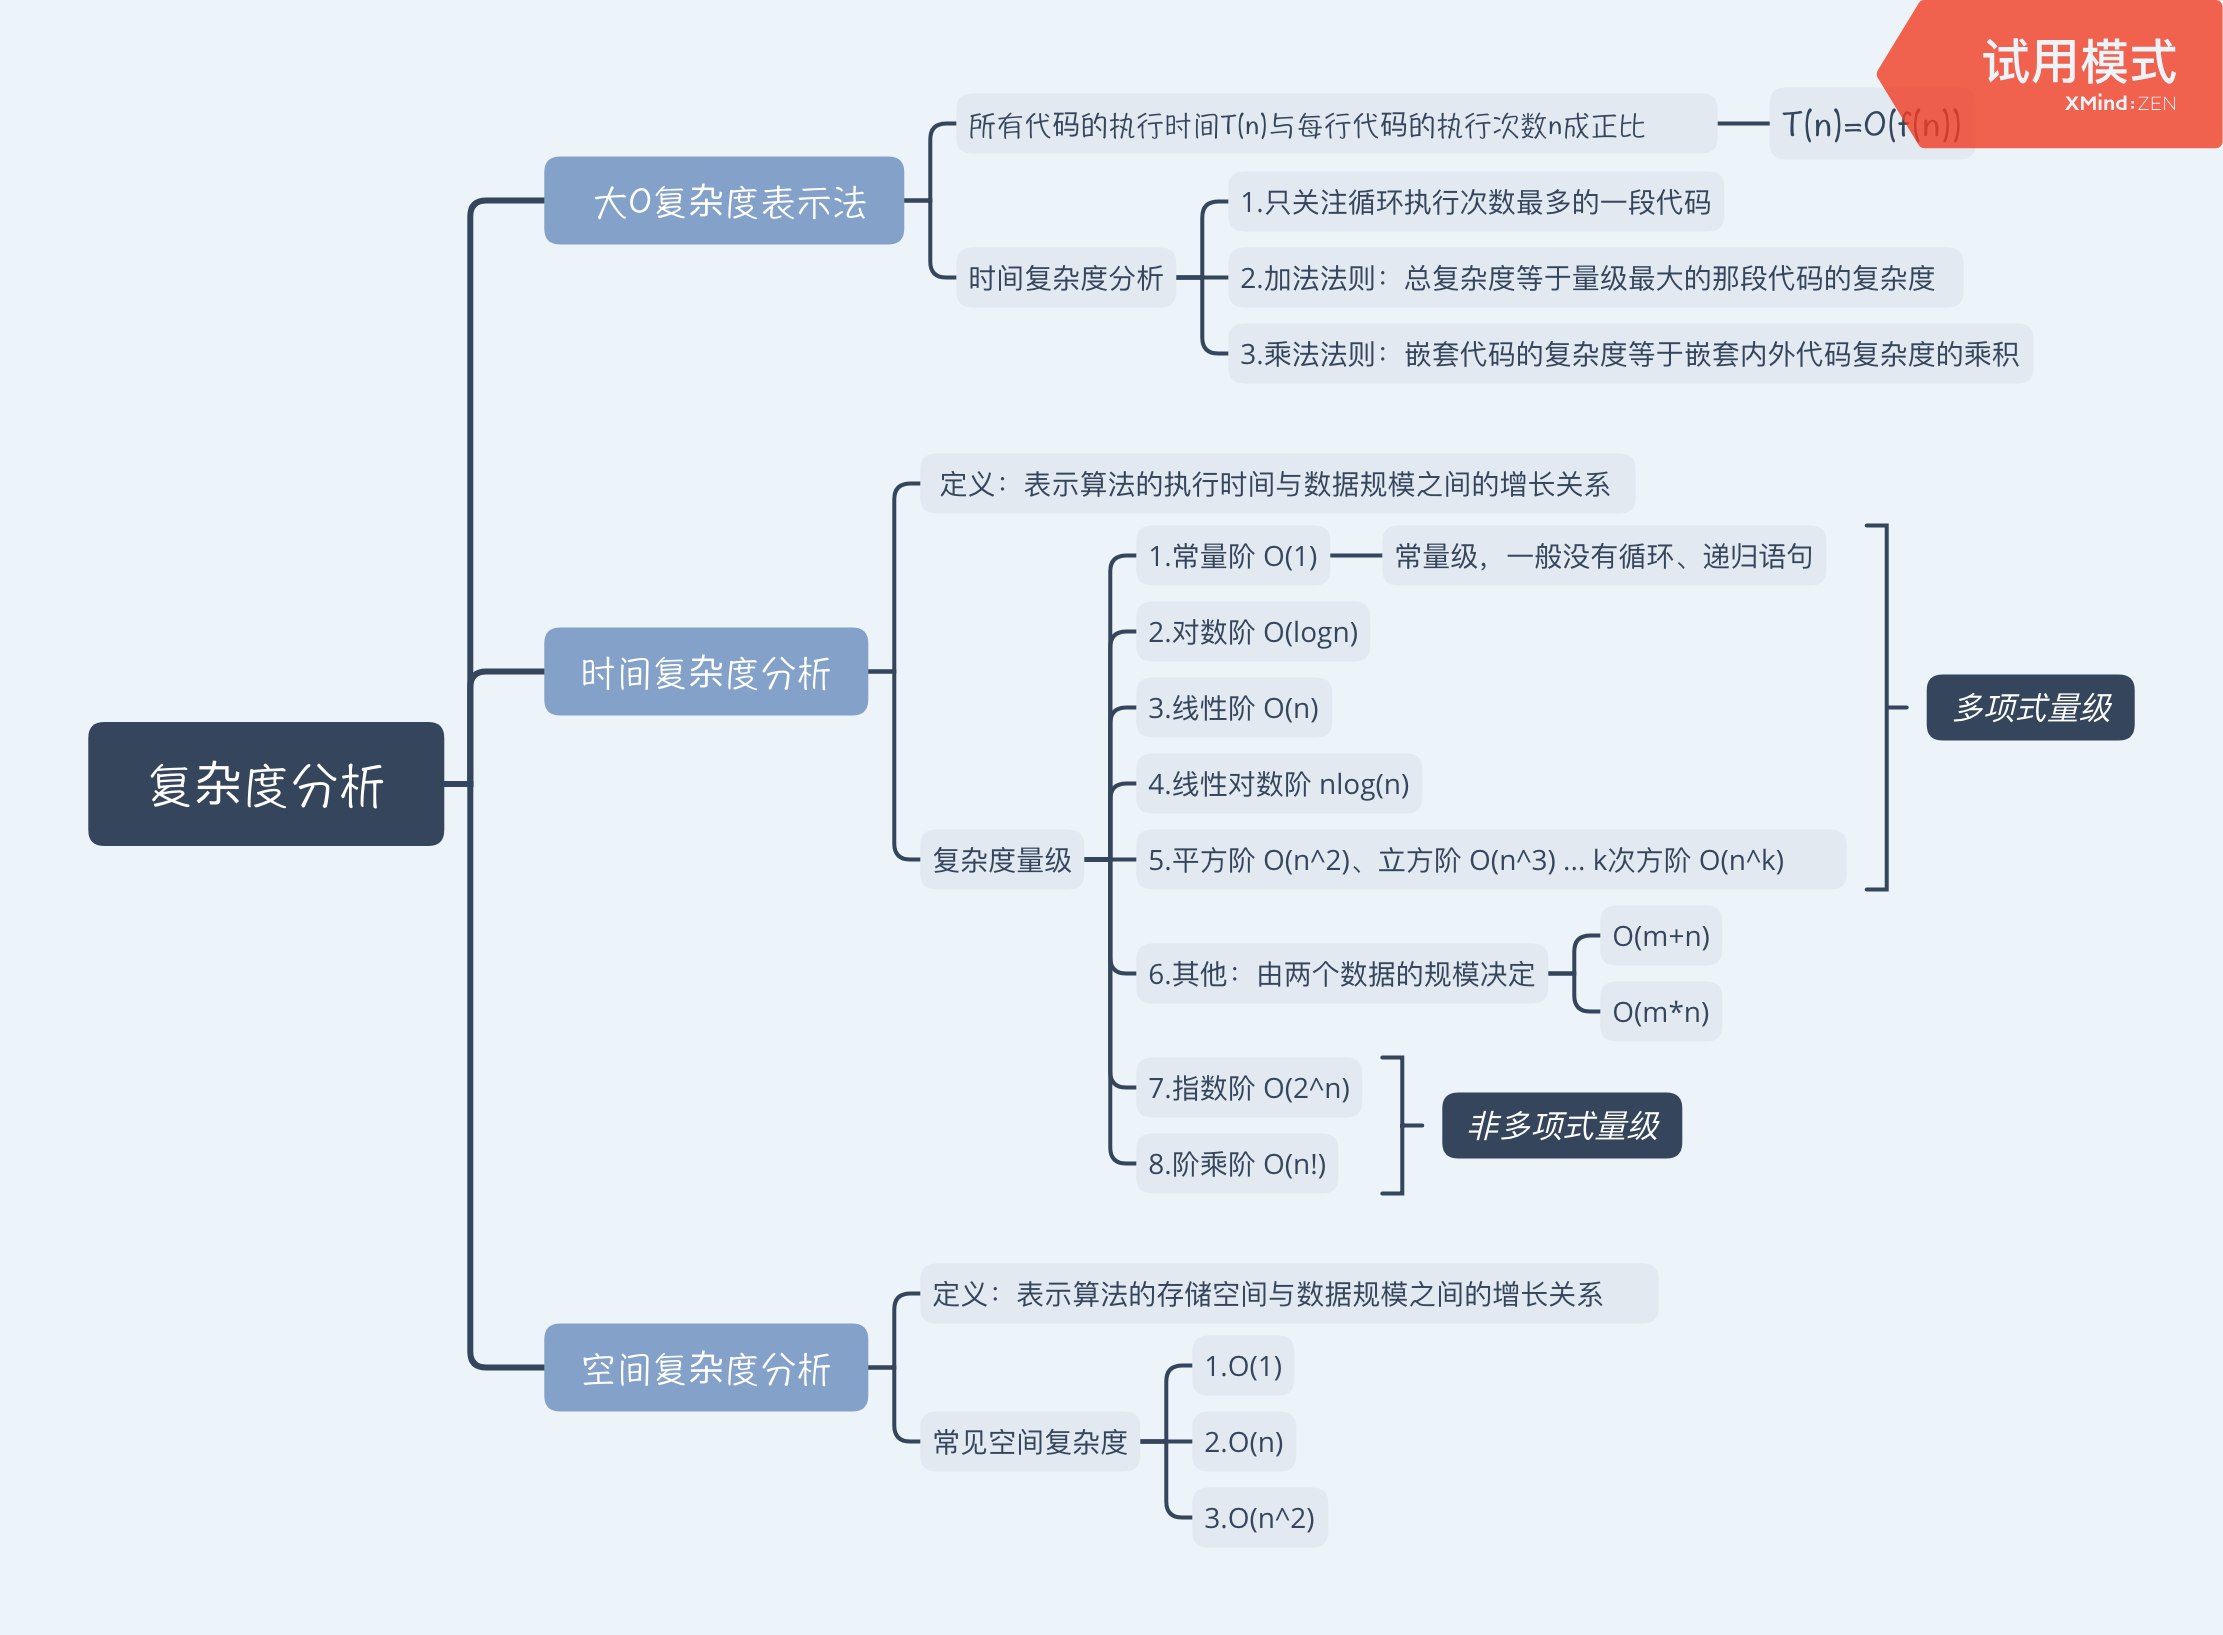 试用模式
XMind:ZEN
复杂度分析
大O复杂度表示法
所有代码的执行时间T(n)与每行代码的执行次数n成正比
T(n)=O(f(n))
时间复杂度分析
1.只关注循环执行次数最多的一段代码
2.加法法则：总复杂度等于量级最大的那段代码的复杂度
3.乘法法则：嵌套代码的复杂度等于嵌套内外代码复杂度的乘积
时间复杂度分析
定义：表示算法的执行时间与数据规模之间的增长关系
复杂度量级
1.常量阶 O(1)
常量级，一般没有循环、递归语句
2.对数阶 O(logn)
3.线性阶 O(n)
4.线性对数阶 nlog(n)
5.平方阶 O(n^2)、立方阶 O(n^3) ... k次方阶 O(n^k)
多项式量级
6.其他：由两个数据的规模决定
O(m+n)
O(m*n)
7.指数阶 O(2^n)
8.阶乘阶 O(n!)
非多项式量级
空间复杂度分析
定义：表示算法的存储空间与数据规模之间的增长关系
常见空间复杂度
1.O(1)
2.O(n)
3.O(n^2)